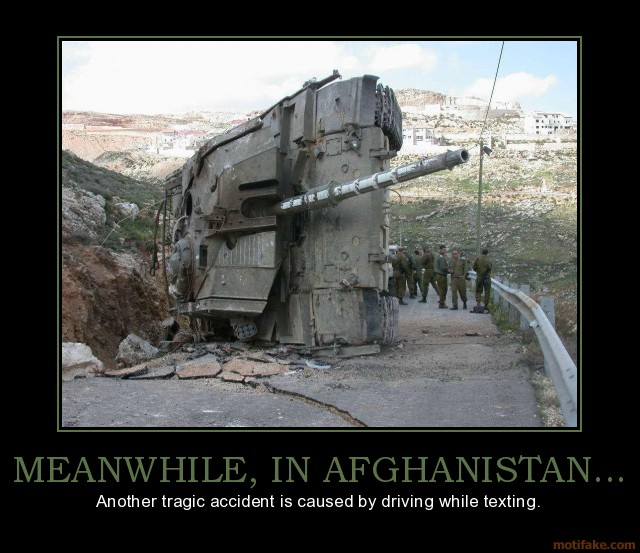 MEANWHILE, IN AFGHANISTAN...
Another tragic accident is caused by driving while texting.
motifake.com